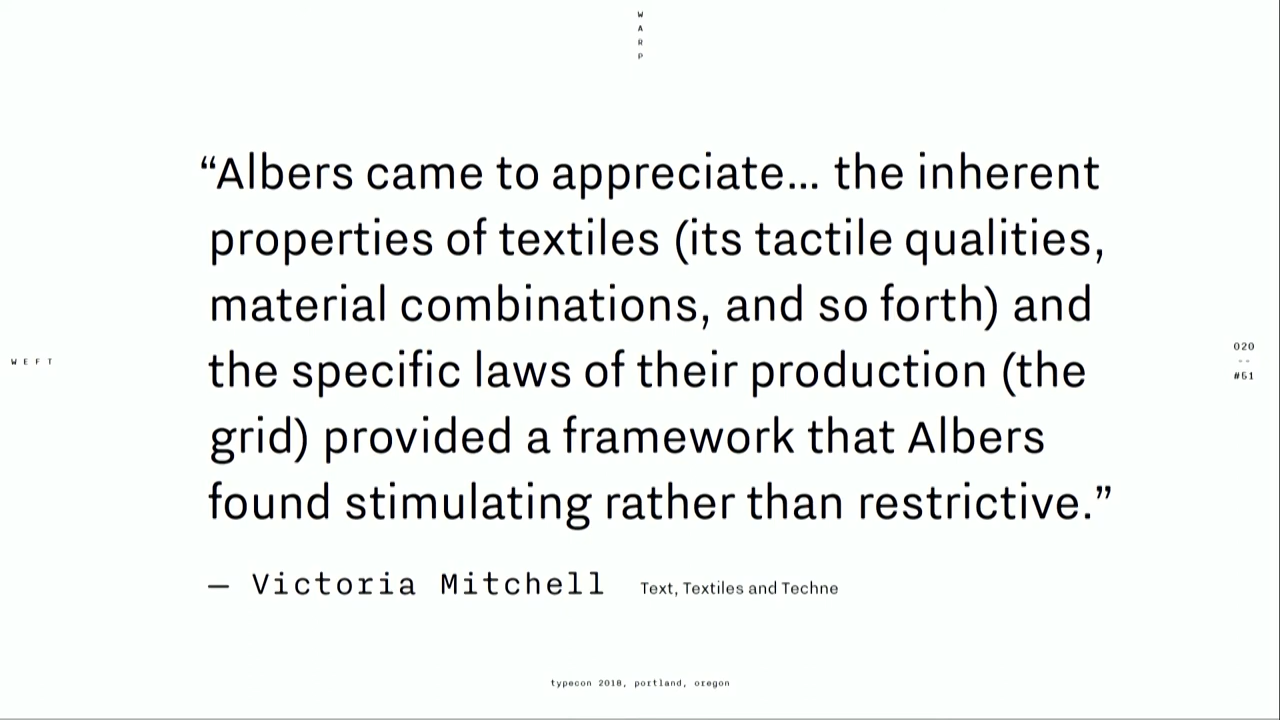 WARP
“Albers came to appreciate... the inherent
properties of textiles (its tactile qualities,
material combinations, and so forth) and
WEFT
020
--
#51
the specific laws of their production (the
grid) provided a framework that Albers
found stimulating rather than restrictive.”
— Victoria Mitchell Text, Textiles and Techne
typecon 2018, portland, oregon